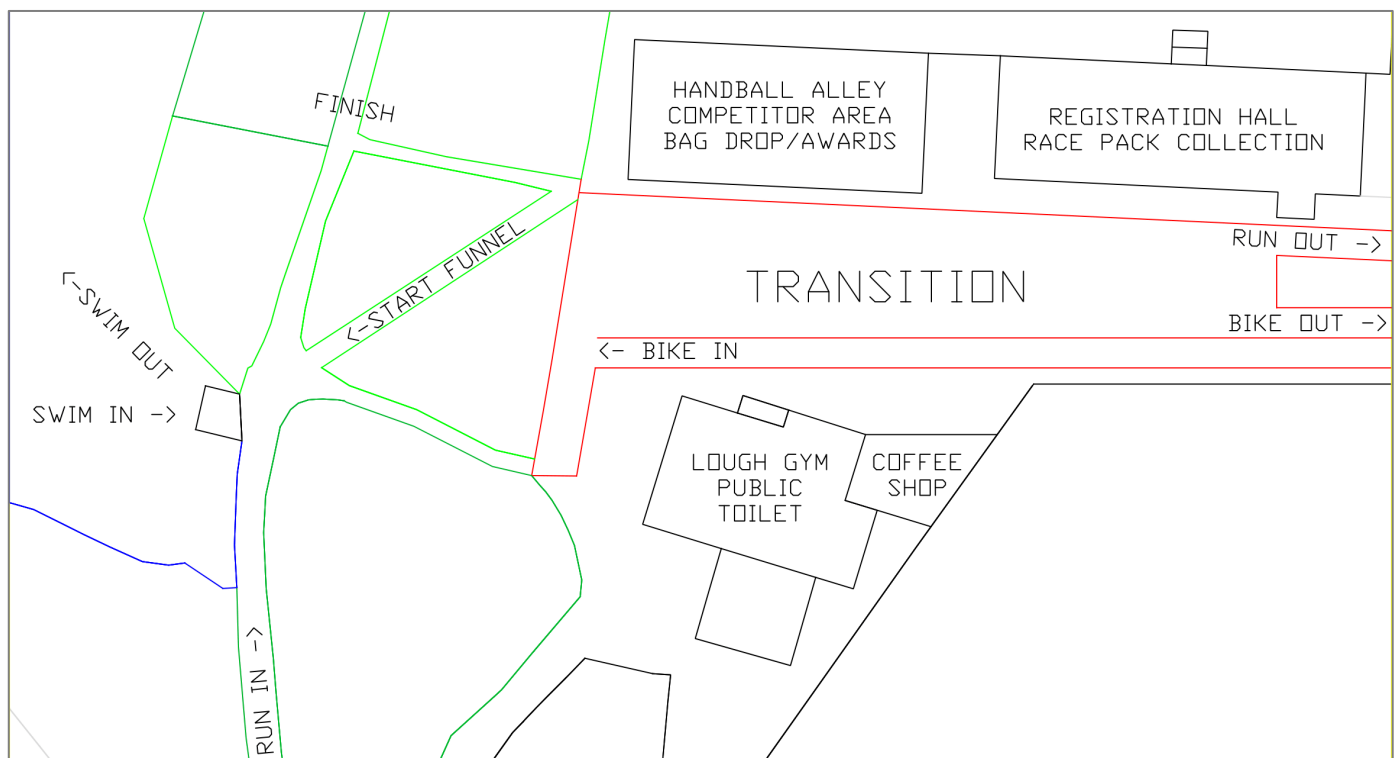 FINISH
HANDBALL ALLEY
COMPETITOR AREA
BAG DROP/AWARDS
REGISTRATION HALL
RACE PACK COLLECTION
<-START FUNNEL
RUN OUT ->
TRANSITION
<-SWIM OUT
BIKE OUT ->
<- BIKE IN
SWIM IN ->
LOUGH GYM
PUBLIC
TOILET
COFFEE
SHOP
RUN IN ->